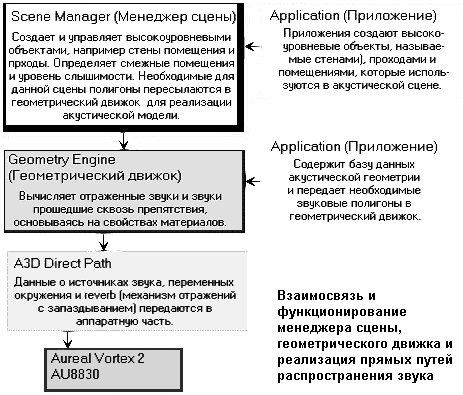 Scene Manager (Менеджер сцены)
Создает и управляет высокоуровневыми
объектами, например стены помещения и
прходы. Определяет смежные помещения
и уровень слышимости. Необходимые для
данной сцены полигоны пересылаются в
геометрический движок для реализации
акустической модели.
Application (Приложение)
Приложения создают высоко-
уровневые объекты, называе-
мые стенами), проходами и
помещениями, которые исполь-
зуются в акустической сцене.
Geometry Engine
(Геометрический движок)
Вычисляет отраженные звуки и звуки
прошедшие сквозь препятствия,
основываясь на свойствах материалов.
Application (Приложение)
Содержит базу данных
акустической геометрии
и передает необходимые
звуковые полигоны в
геометрический движок.
A3D Direct Path
Данные о источниках звука, переменных
окружения и reverb (механизм отражений
с запаздыванием) передаются в
аппаратную часть.
Aureal Vortex 2
AU8830
Взаимосвязь и
функционирование
менеджера сцены,
геометрического движка и
реализация прямых путей
распространения звука